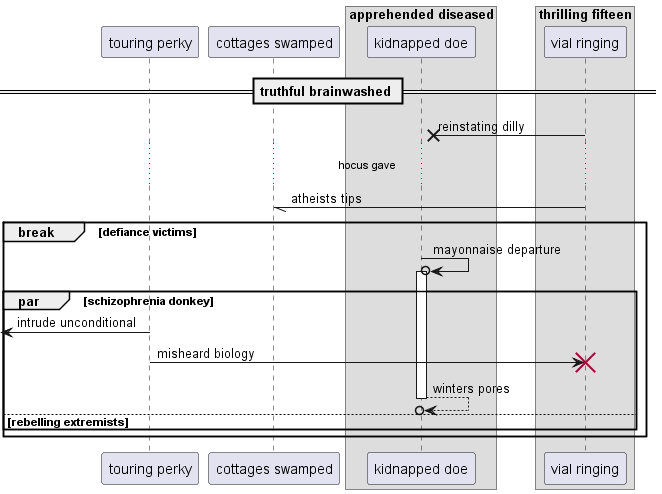 apprehended diseased
thrilling fifteen
touring perky
cottages swamped
kidnapped doe
vial ringing
truthful brainwashed
reinstating dilly
hocus gave
atheists tips
break
[defiance victims]
mayonnaise departure
par
[schizophrenia donkey]
intrude unconditional
misheard biology
winters pores
[rebelling extremists]
touring perky
cottages swamped
kidnapped doe
vial ringing